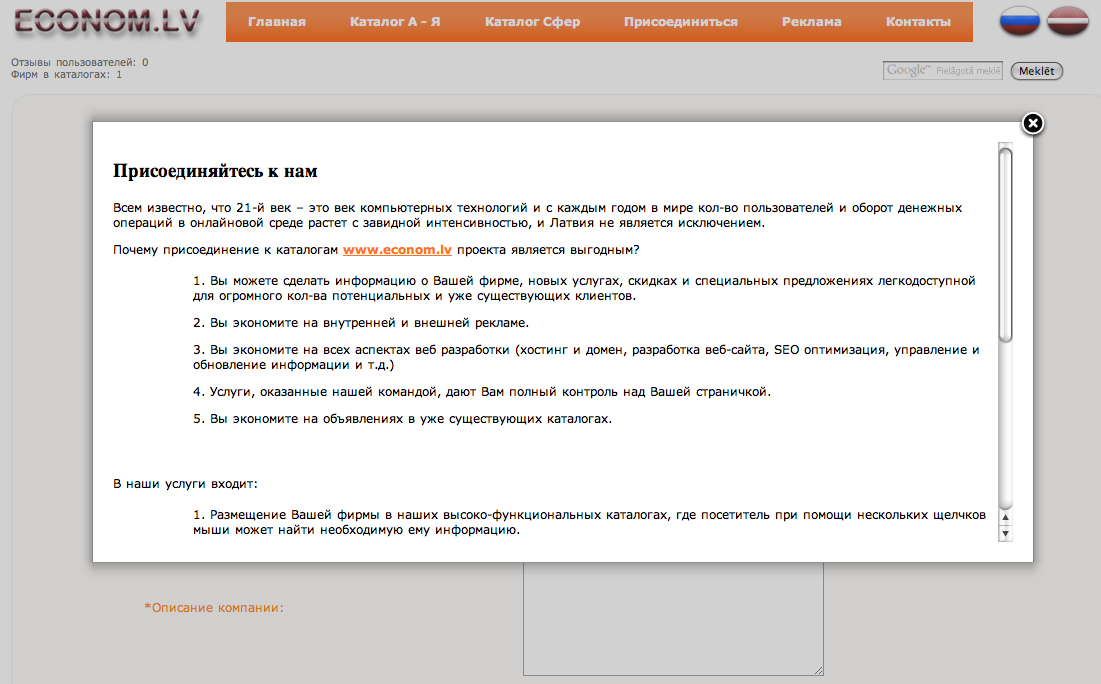 ECONOM.LV
Главная
Каталог А - Я
Каталог Сфер
Присоединиться
Реклама
Контакты
Отзывы пользователей: 0
Фирм в каталогах: 1
Google™ Pielāgotā meklē
Meklēt
Присоединяйтесь к нам
Всем известно, что 21-й век – это век компьютерных технологий и с каждым годом в мире кол-во пользователей и оборот денежных
операций в онлайновой среде растет с завидной интенсивностью, и Латвия не является исключением.
Почему присоединение к каталогам www.econom.lv проекта является выгодным?
1. Вы можете сделать информацию о Вашей фирме, новых услугах, скидках и специальных предложениях легкодоступной
для огромного кол-ва потенциальных и уже существующих клиентов.
2. Вы экономите на внутренней и внешней рекламе.
3. Вы экономите на всех аспектах веб разработки (хостинг и домен, разработка веб-сайта, SEO оптимизация, управление и
обновление информации и т.д.)
4. Услуги, оказанные нашей командой, дают Вам полный контроль над Вашей страничкой.
5. Вы экономите на объявлениях в уже существующих каталогах.
В наши услуги входит:
1. Размещение Вашей фирмы в наших высоко-функциональных каталогах, где посетитель при помощи нескольких щелчков
мыши может найти необходимую ему информацию.
*Описание компании: